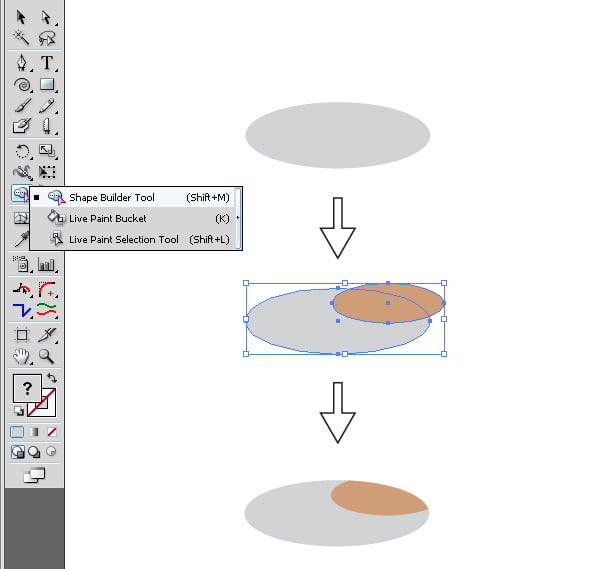 T
Shape Builder Tool (Shift+M)
Live Paint Bucket (K)
Live Paint Selection Tool (Shift+L)
?